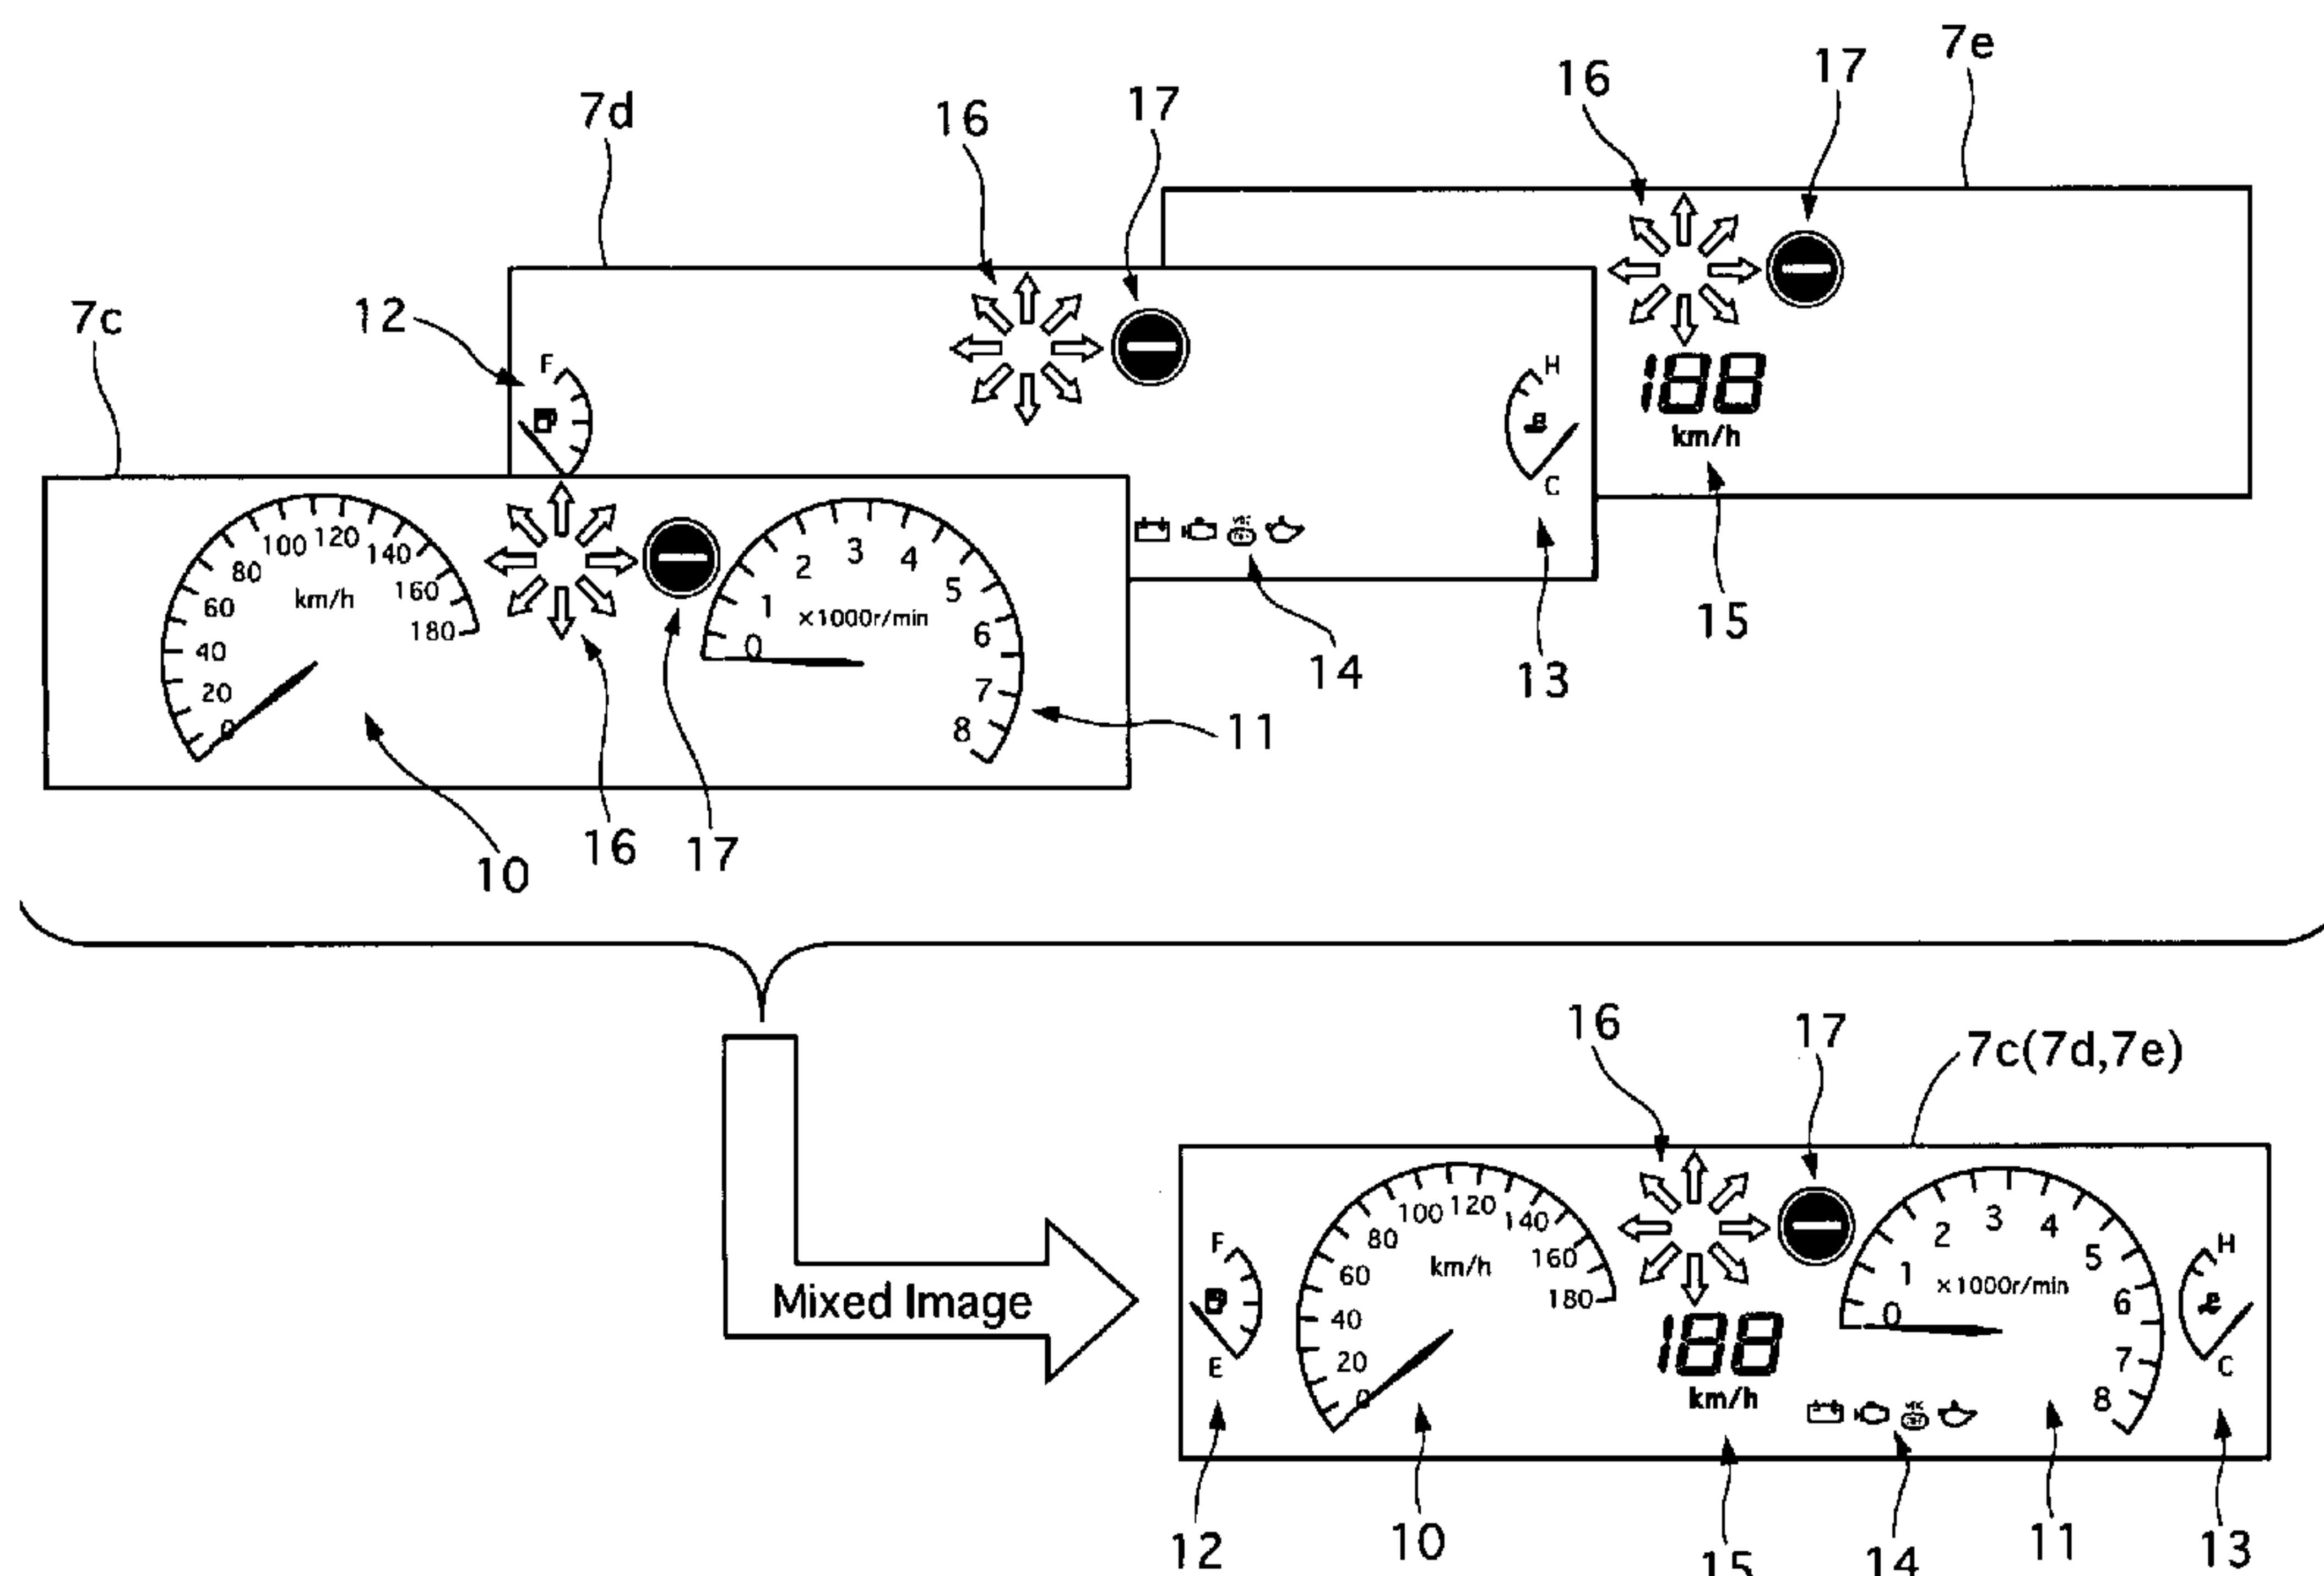 7e
17
16
7d
16
17
12
7c
F
H
188
km/h
C
15
14
13
100 120 140
80
160
60
km/h
180
40
20
0
2 3 4
1
5
×1000r/min
0
6
7
8
11
16
17
10
16
17
7c(7d,7e)
Mixed Image
F
E
100 120 140
80
160
60
km/h
180
40
20
0
188
km/h
2 3 4
1
5
×1000r/min
0
6
7
8
H
C
12
10
15
14
11
13